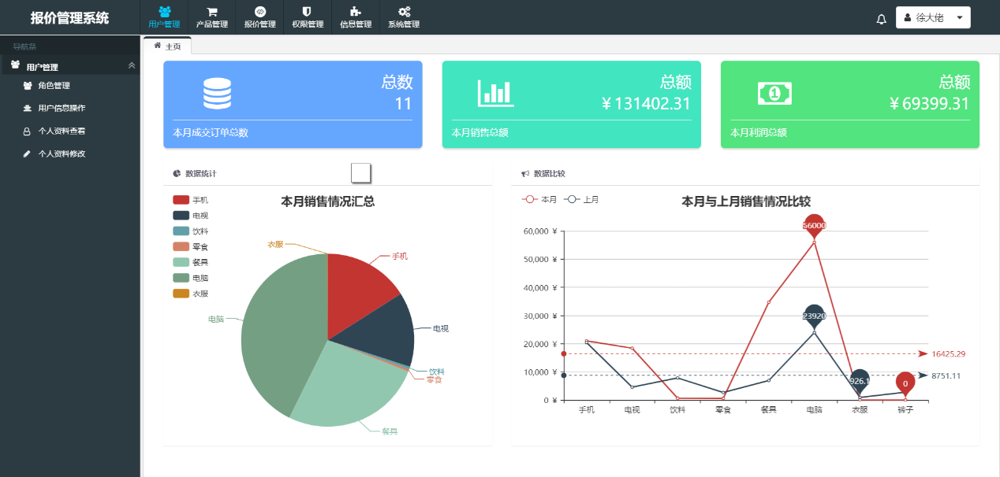 报价管理系统
用户管理 产品管理 报价管理 权限管理 信息管理 系统管理
徐大佬
导航条
用户管理
角色管理
用户信息操作
个人资料查看
个人资料修改
主页
总数
11
本月成交订单总数
总额
¥ 131402.31
本月销售总额
总额
¥ 69399.31
本月利润总额
数据统计
本月销售情况汇总
手机
电视
饮料
零食
餐具
电脑
衣服
衣服
手机
电脑
电视
饮料
零食
餐具
数据比较
本月 上月
本月与上月销售情况比较
60,000 ¥
50,000 ¥
40,000 ¥
30,000 ¥
20,000 ¥
10,000 ¥
0 ¥
56000
23920
926.1
0
16425.29
8751.11
手机 电视 饮料 零食 餐具 电脑 衣服 裤子